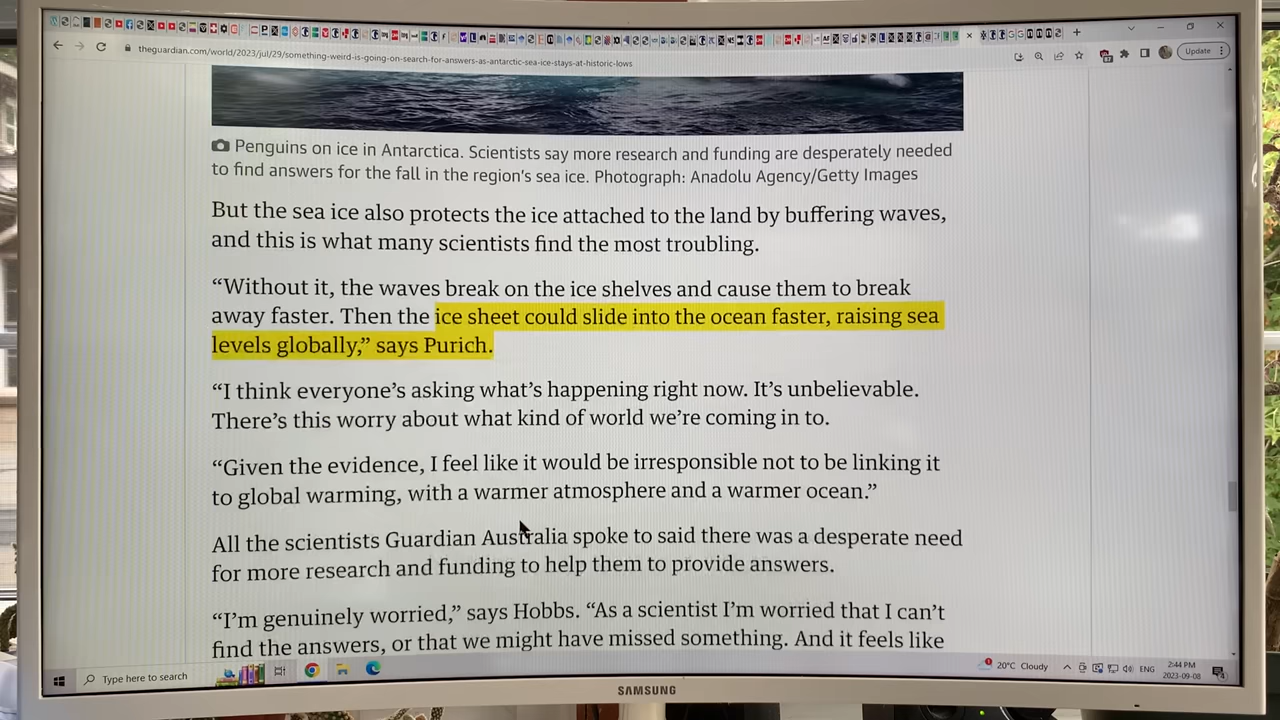 theguardian.com/world/2023/jul/29/something-weird-is-going-on-search-for-answers-as-antarctic-sea-ice-stays-at-historic-lows
Update
Penguins on ice in Antarctica. Scientists say more research and funding are desperately needed
to find answers for the fall in the region's sea ice. Photograph: Anadolu Agency/Getty Images
But the sea ice also protects the ice attached to the land by buffering waves,
and this is what many scientists find the most troubling.
“Without it, the waves break on the ice shelves and cause them to break
away faster. Then the ice sheet could slide into the ocean faster, raising sea
levels globally,” says Purich.
“I think everyone’s asking what’s happening right now. It’s unbelievable.
There’s this worry about what kind of world we’re coming in to.
“Given the evidence, I feel like it would be irresponsible not to be linking it
to global warming, with a warmer atmosphere and a warmer ocean.”
All the scientists Guardian Australia spoke to said there was a desperate need
for more research and funding to help them to provide answers.
“I’m genuinely worried,” says Hobbs. “As a scientist I’m worried that I can’t
find the answers, or that we might have missed something. And it feels like
Type here to search
20°C Cloudy
ENG
2:44 PM
2023-09-08
SAMSUNG